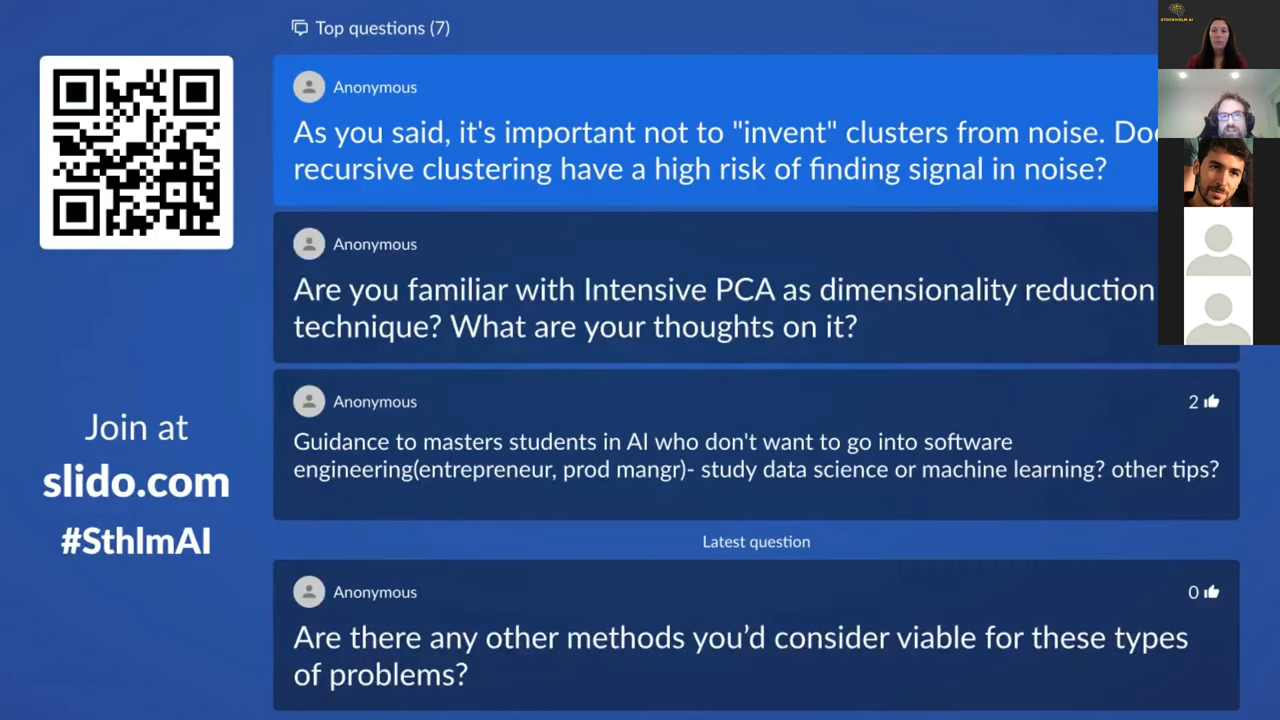 Top questions (7)
STOCKHOLM AI
Anonymous
As you said, it's important not to "invent" clusters from noise.
recursive clustering have a high risk of finding signal in noise?
Anonymous
Are you familiar with Intensive PCA as dimensionality reduction
technique? What are your thoughts on it?
Anonymous
2
Guidance to masters students in AI who don't want to go into software
engineering(entrepreneur, prod mangr)- study data science or machine learning? other tips?
Join at
slido.com
#SthlmAI
Latest question
Anonymous
0
Are there any other methods you’d consider viable for these types
of problems?